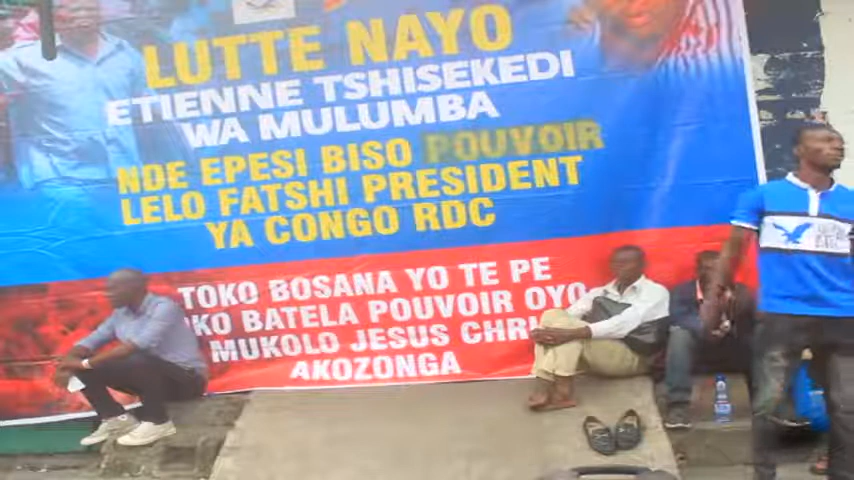 LUTTE NAYO
ETIENNE TSHISEKEDI
WA MULUMBA
NDE EPESI BISO POUVOIR
LELO FATSHI PRESIDENT
YA CONGO RDC
TOKO BOSANA YO TE PE
BATELA POUVOIR OYO
MUKOLO JESUS
AKOZONGA